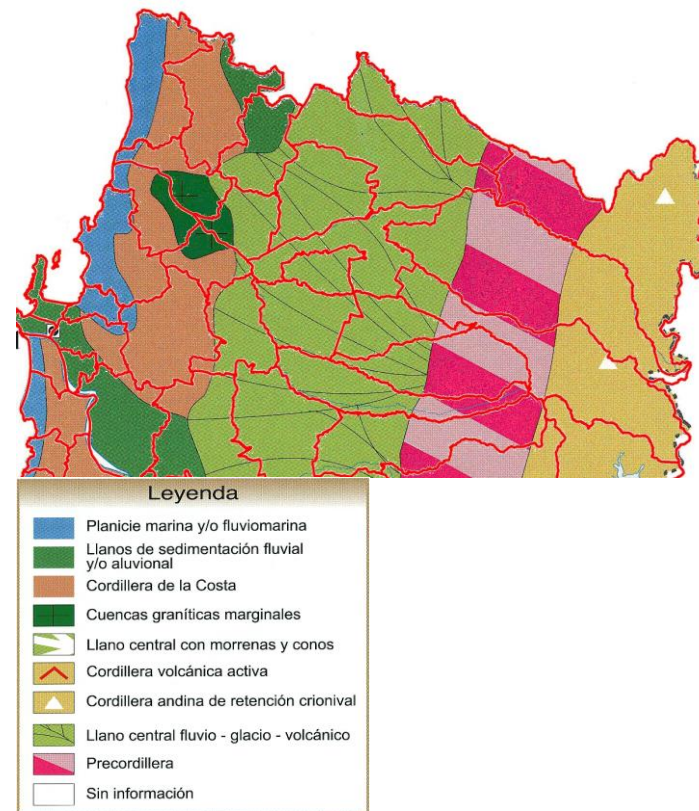 Leyenda
Planicie marina y/o fluviomarina
Llanos de sedimentación fluvial
y/o aluvional
Cordillera de la Costa
Cuencas graníticas marginales
Llano central con morrenas y conos
Cordillera volcánica activa
Cordillera andina de retención crionival
Llano central fluvio - glacio - volcánico
Precordillera
Sin información